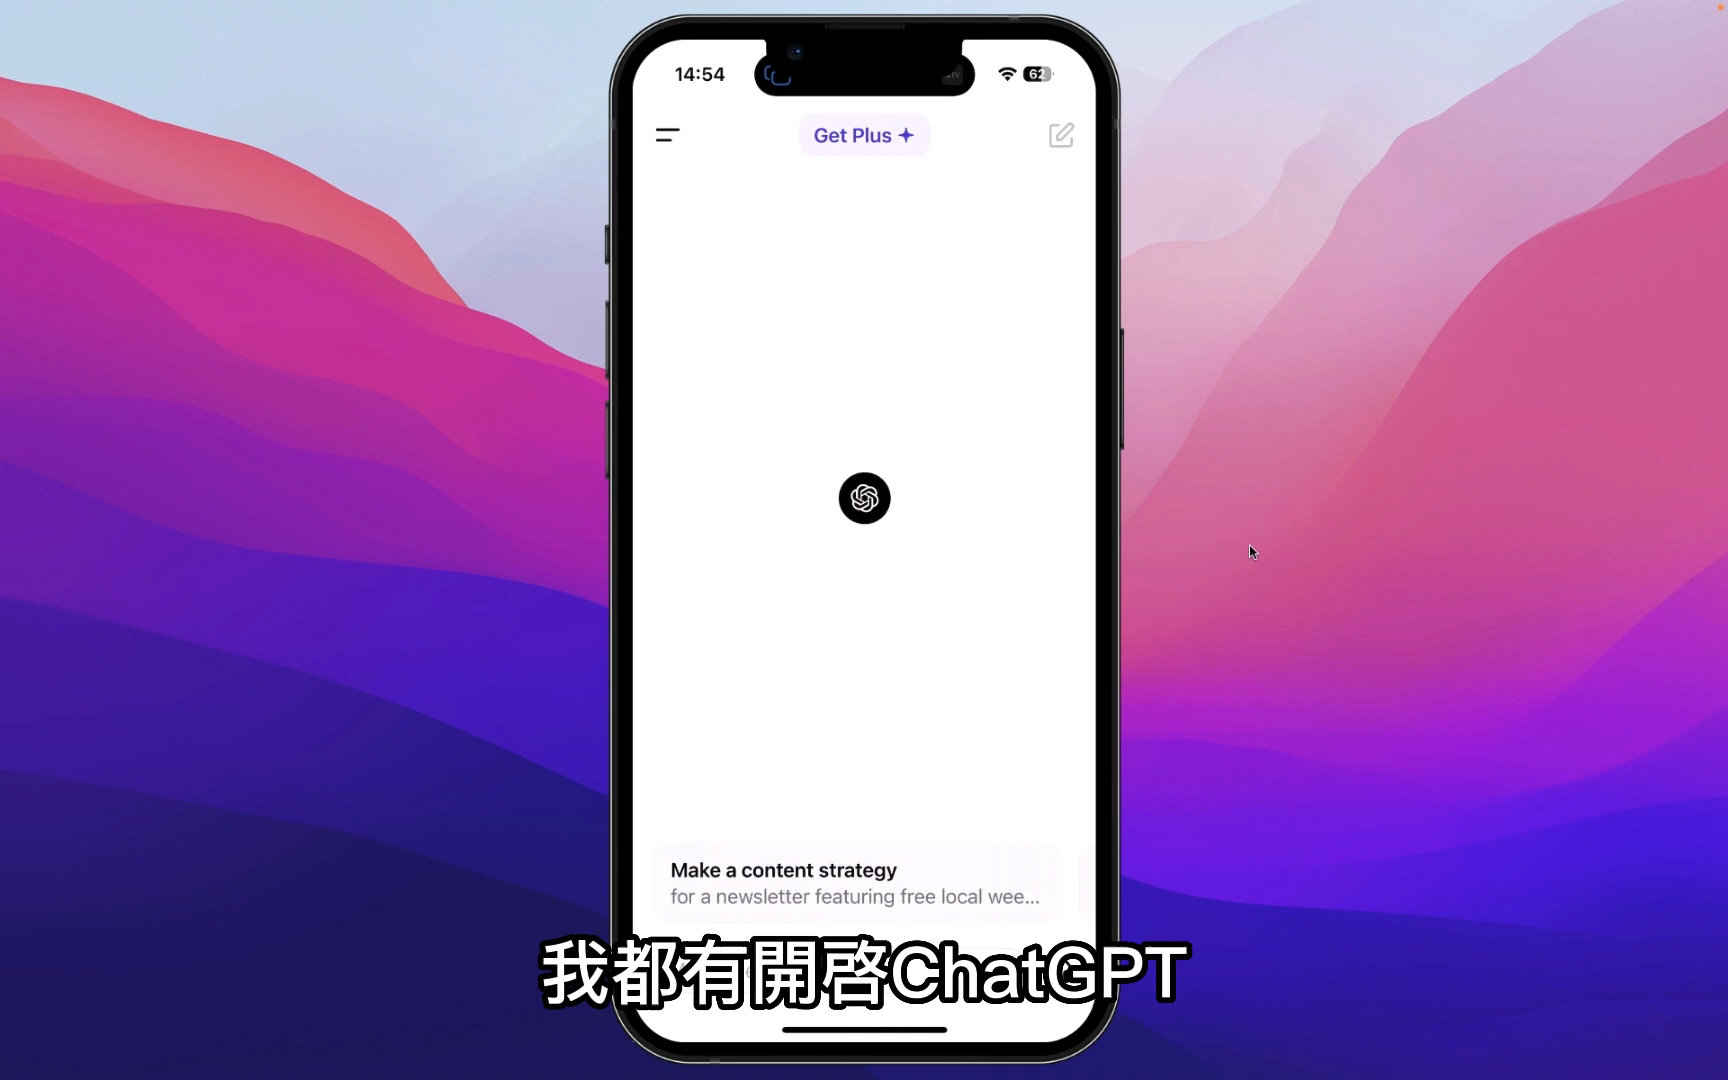 14:54
62
Get Plus
Make a content strategy
for a newsletter featuring free local wee...
我都有開啓ChatGPT